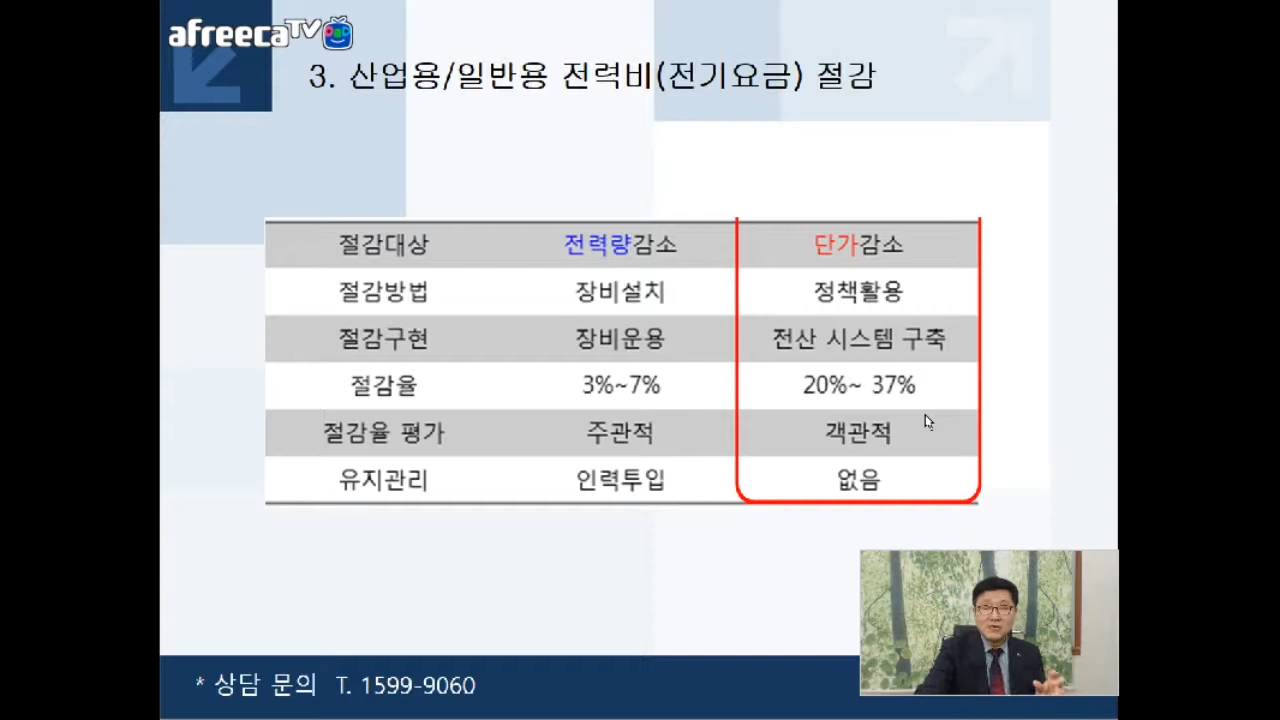 afreecaTV
3. 산업용/일반용 전력비(전기요금) 절감
절감대상 전력량감소 단가감소
절감방법 장비설치 정책활용
절감구현 장비운용 전산 시스템 구축
절감율 3%~7% 20%~ 37%
절감율 평가 주관적 객관적
유지관리 인력투입 없음
* 상담 문의 T. 1599-9060